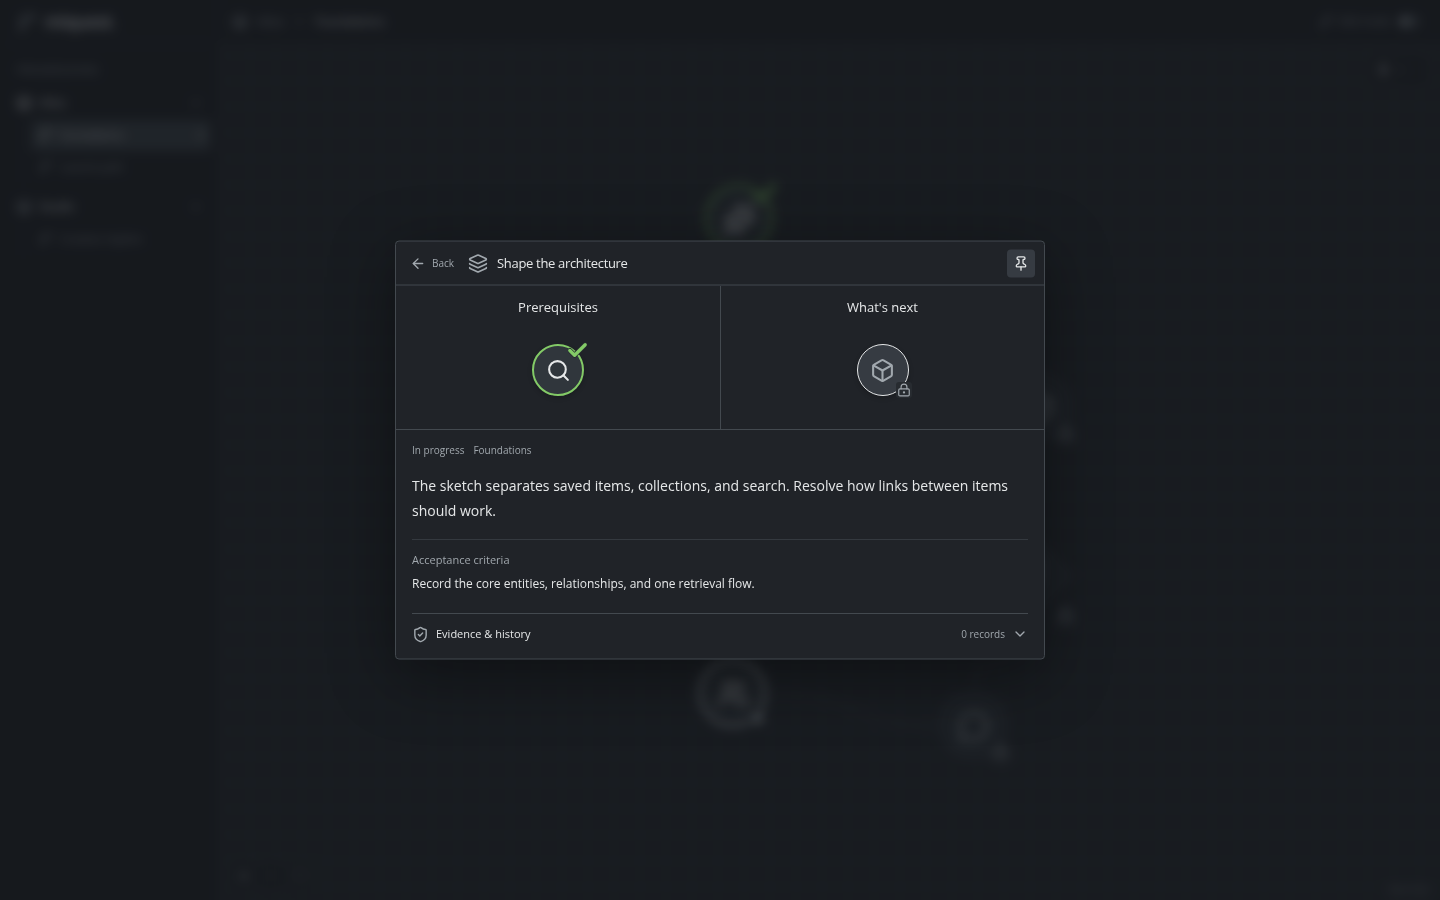 Back
Shape the architecture
Prerequisites
What's next
In progress
Foundations
The sketch separates saved items, collections, and search. Resolve how links between items
should work.
Acceptance criteria
Record the core entities, relationships, and one retrieval flow.
Evidence & history
0 records